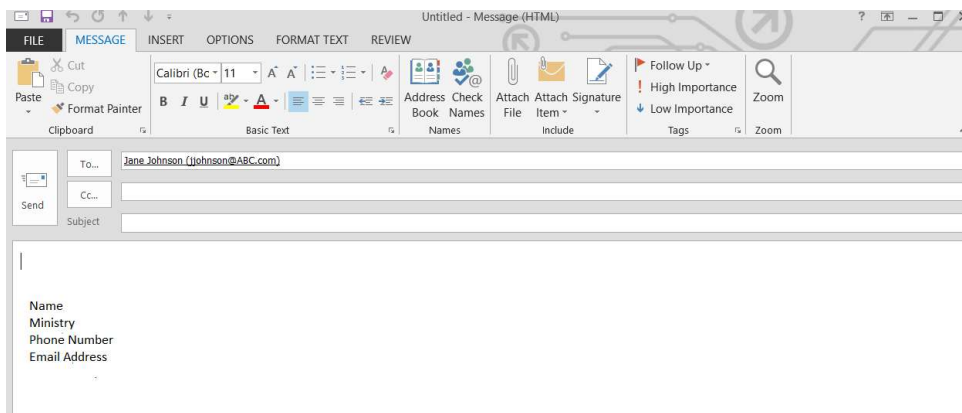 Untitled - Message (HTML)
FILE MESSAGE INSERT OPTIONS FORMAT TEXT REVIEW
Paste
Cut
Copy
Format Painter
Clipboard
Calibri (Bc 11
B I U
Basic Text
Address Book
Check Names
Names
Attach File
Attach Item
Signature
Include
Follow Up
High Importance
Low Importance
Tags
Zoom
Zoom
Send
To... Jane Johnson (jjohnson@ABC.com)
Cc...
Subject
Name
Ministry
Phone Number
Email Address